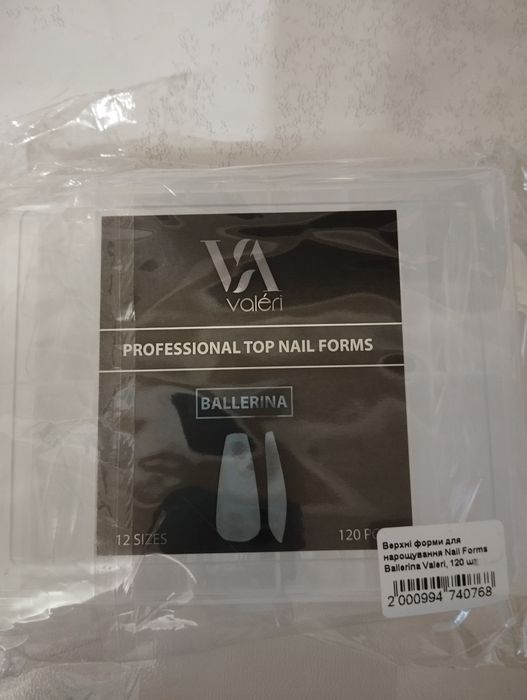 VA
valéri
PROFESSIONAL TOP NAIL FORMS
BALLERINA
12 SIZES
120
Верхні форми для
нарощування Nail Forms
Ballerina Valeri, 120 шт
2 000994 740768